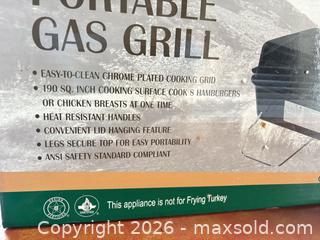 PORTABLE
GAS GRILL
• EASY-TO-CLEAN CHROME PLATED COOKING GRID
• 190 SQ. INCH COOKING SURFACE COOK 8 HAMBURGERS
OR CHICKEN BREASTS AT ONE TIME
• HEAT RESISTANT HANDLES
• CONVENIENT LID HANGING FEATURE
• LEGS SECURE TOP FOR EASY PORTABILITY
• ANSI SAFETY STANDARD COMPLIANT
This appliance is not for Frying Turkey
Copyright 2026 - maxsold.com